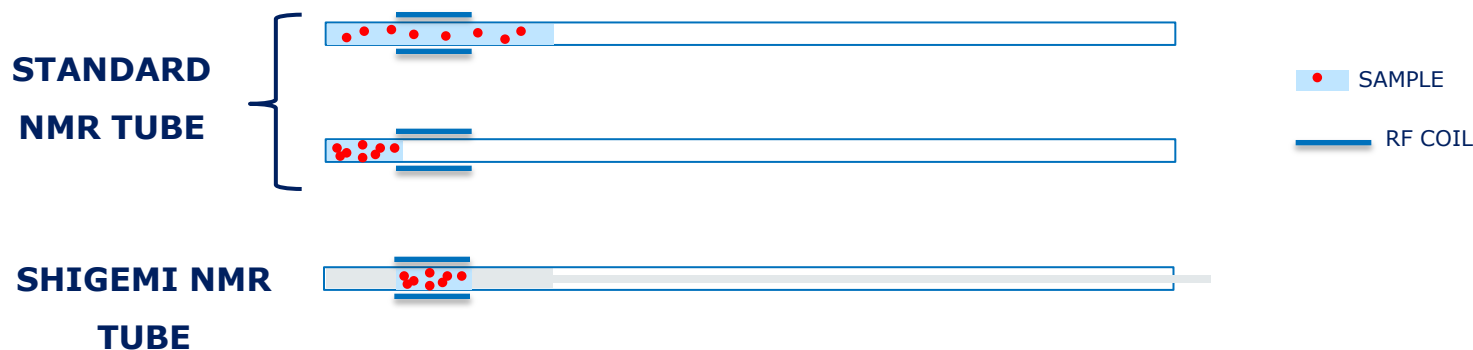 STANDARD
NMR TUBE
SAMPLE
RF COIL
SHIGEMI NMR
TUBE